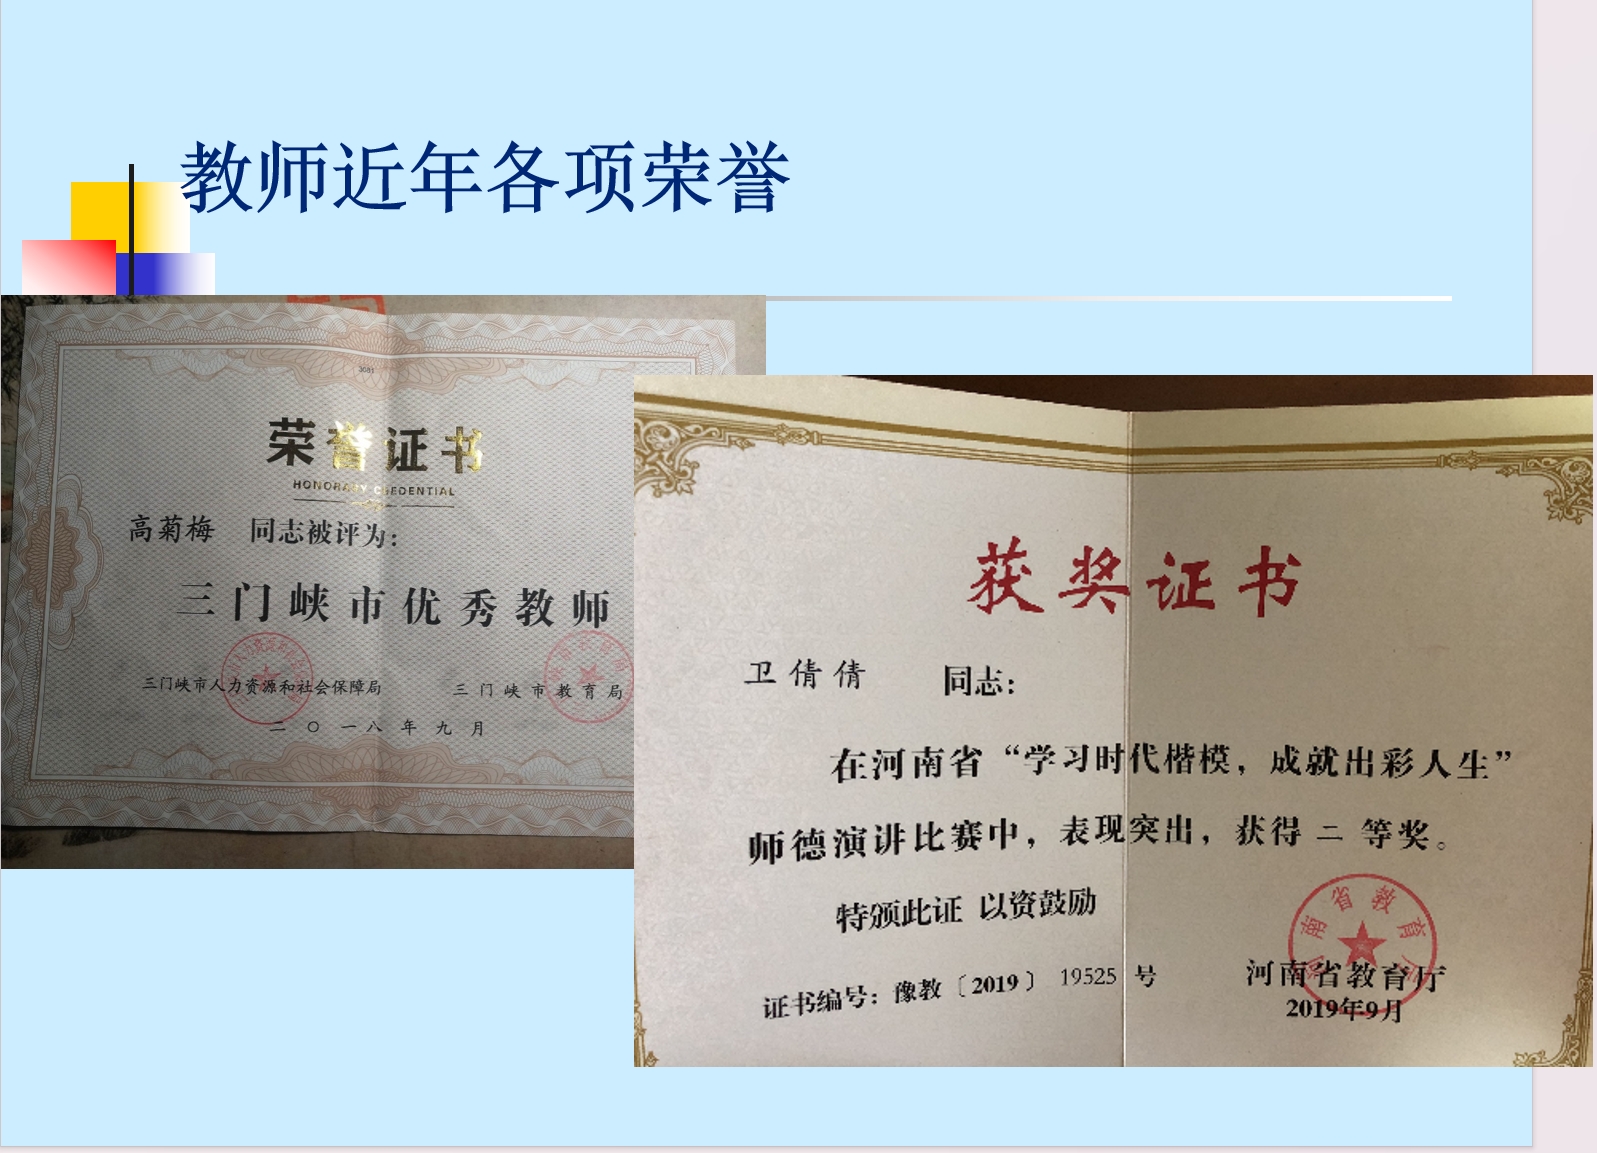 教师近年各项荣誉
3081
荣誉证书
HONORARY CREDENTIAL
高菊梅 同志被评为:
三门峡市优秀教师
三门峡市人力资源和社会保障局 三门峡市教育局
二〇一八年九月
获奖证书
卫倩倩 同志:
在河南省“学习时代楷模，成就出彩人生”
师德演讲比赛中，表现突出，获得 二 等奖。
特颁此证 以资鼓励
证书编号：豫教〔2019〕 19525 号
河南省教育厅
2019年9月